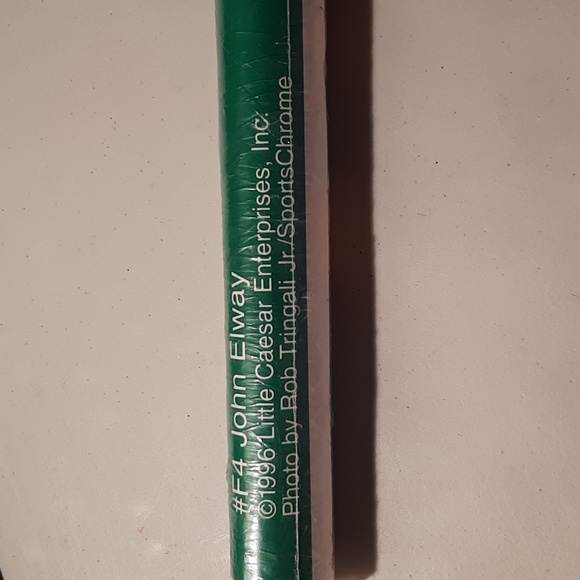 #F4 John Elway
©1996 Little Caesar Enterprises, Inc.
Photo by Bob Tringali Jr./SportsChrome